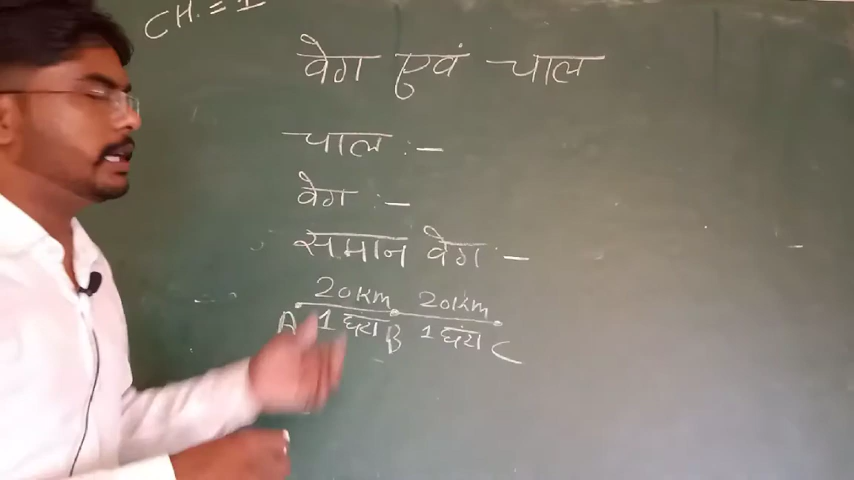 CH. = 1
वेग एवं चाल
चाल :-
वेग :-
समान वेग :-
20km 20km
A 1 घंटा B 1 घंटा C